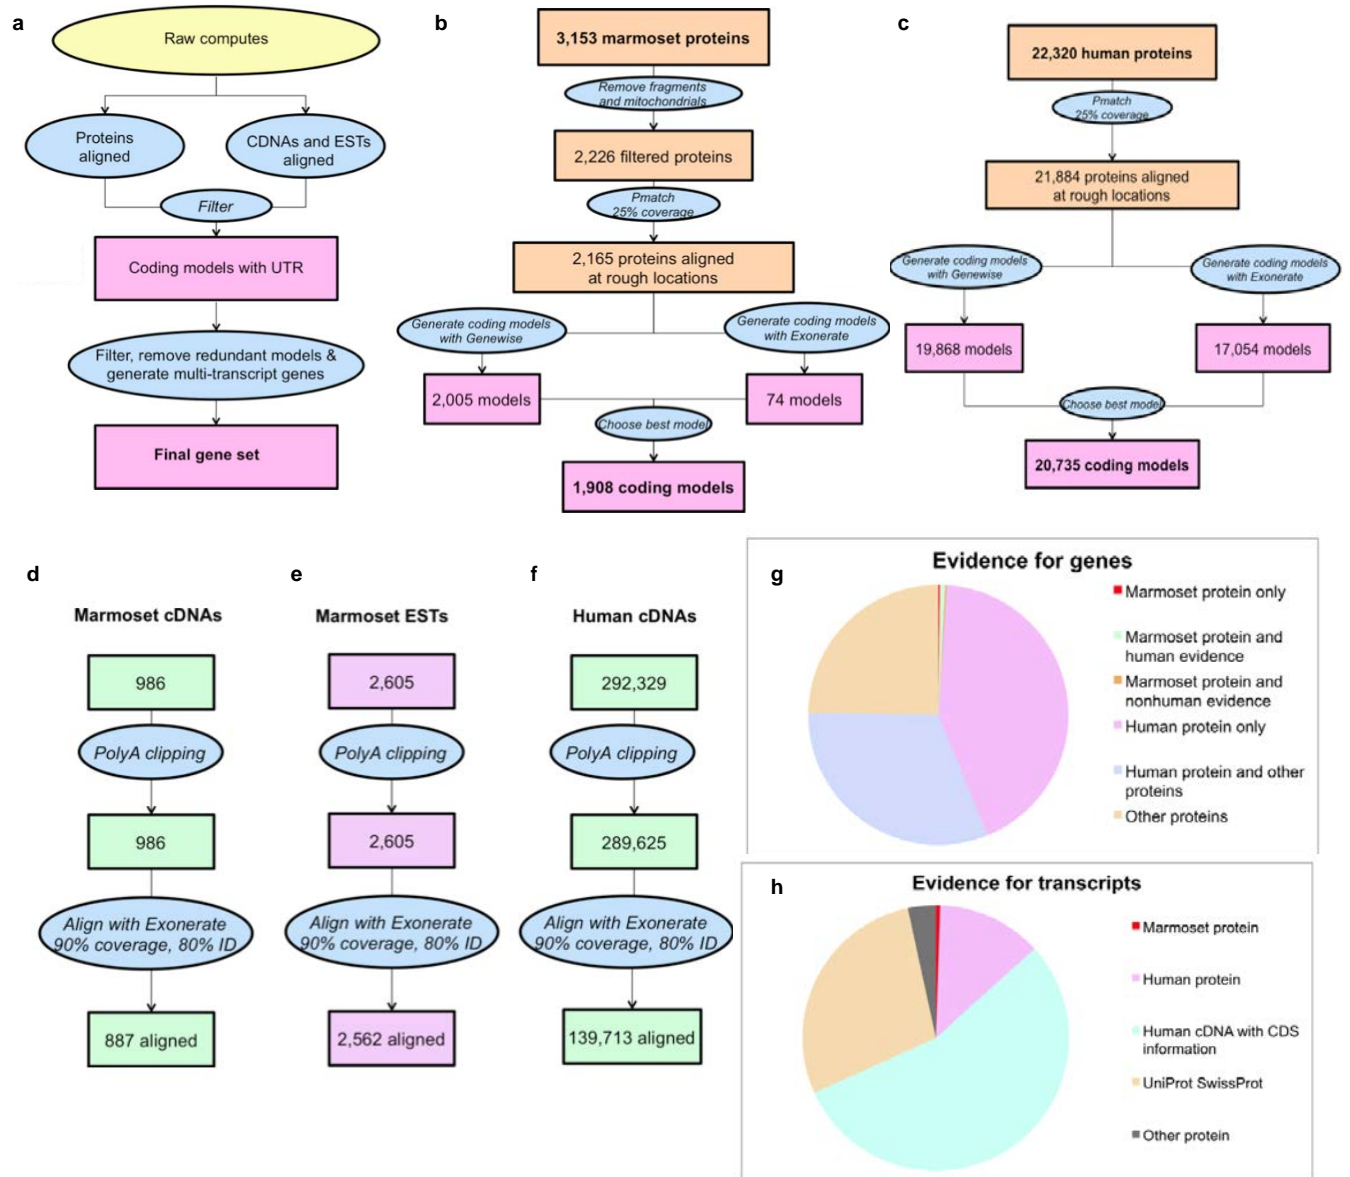 a
Raw computes
Proteins
aligned
CDNAs and ESTs
aligned
Filter
Coding models with UTR
Filter, remove redundant models &
generate multi-transcript genes
Final gene set
b
3,153 marmoset proteins
Remove fragments
and mitochondrials
2,226 filtered proteins
Pmatch
25% coverage
2,165 proteins aligned
at rough locations
Generate coding models
with Genewise
Generate coding models
with Exonerate
2,005 models
74 models
Choose best model
1,908 coding models
c
22,320 human proteins
Pmatch
25% coverage
21,884 proteins aligned
at rough locations
Generate coding models
with Genewise
Generate coding models
with Exonerate
19,868 models
17,054 models
Choose best model
20,735 coding models
d
Marmoset cDNAs
986
PolyA clipping
986
Align with Exonerate
90% coverage, 80% ID
887 aligned
e
Marmoset ESTs
2,605
PolyA clipping
2,605
Align with Exonerate
90% coverage, 80% ID
2,562 aligned
f
Human cDNAs
292,329
PolyA clipping
289,625
Align with Exonerate
90% coverage, 80% ID
139,713 aligned
g
Evidence for genes
Marmoset protein only
Marmoset protein and
human evidence
Marmoset protein and
nonhuman evidence
Human protein only
Human protein and other
proteins
Other proteins
h
Evidence for transcripts
Marmoset protein
Human protein
Human cDNA with CDS
information
UniProt SwissProt
Other protein